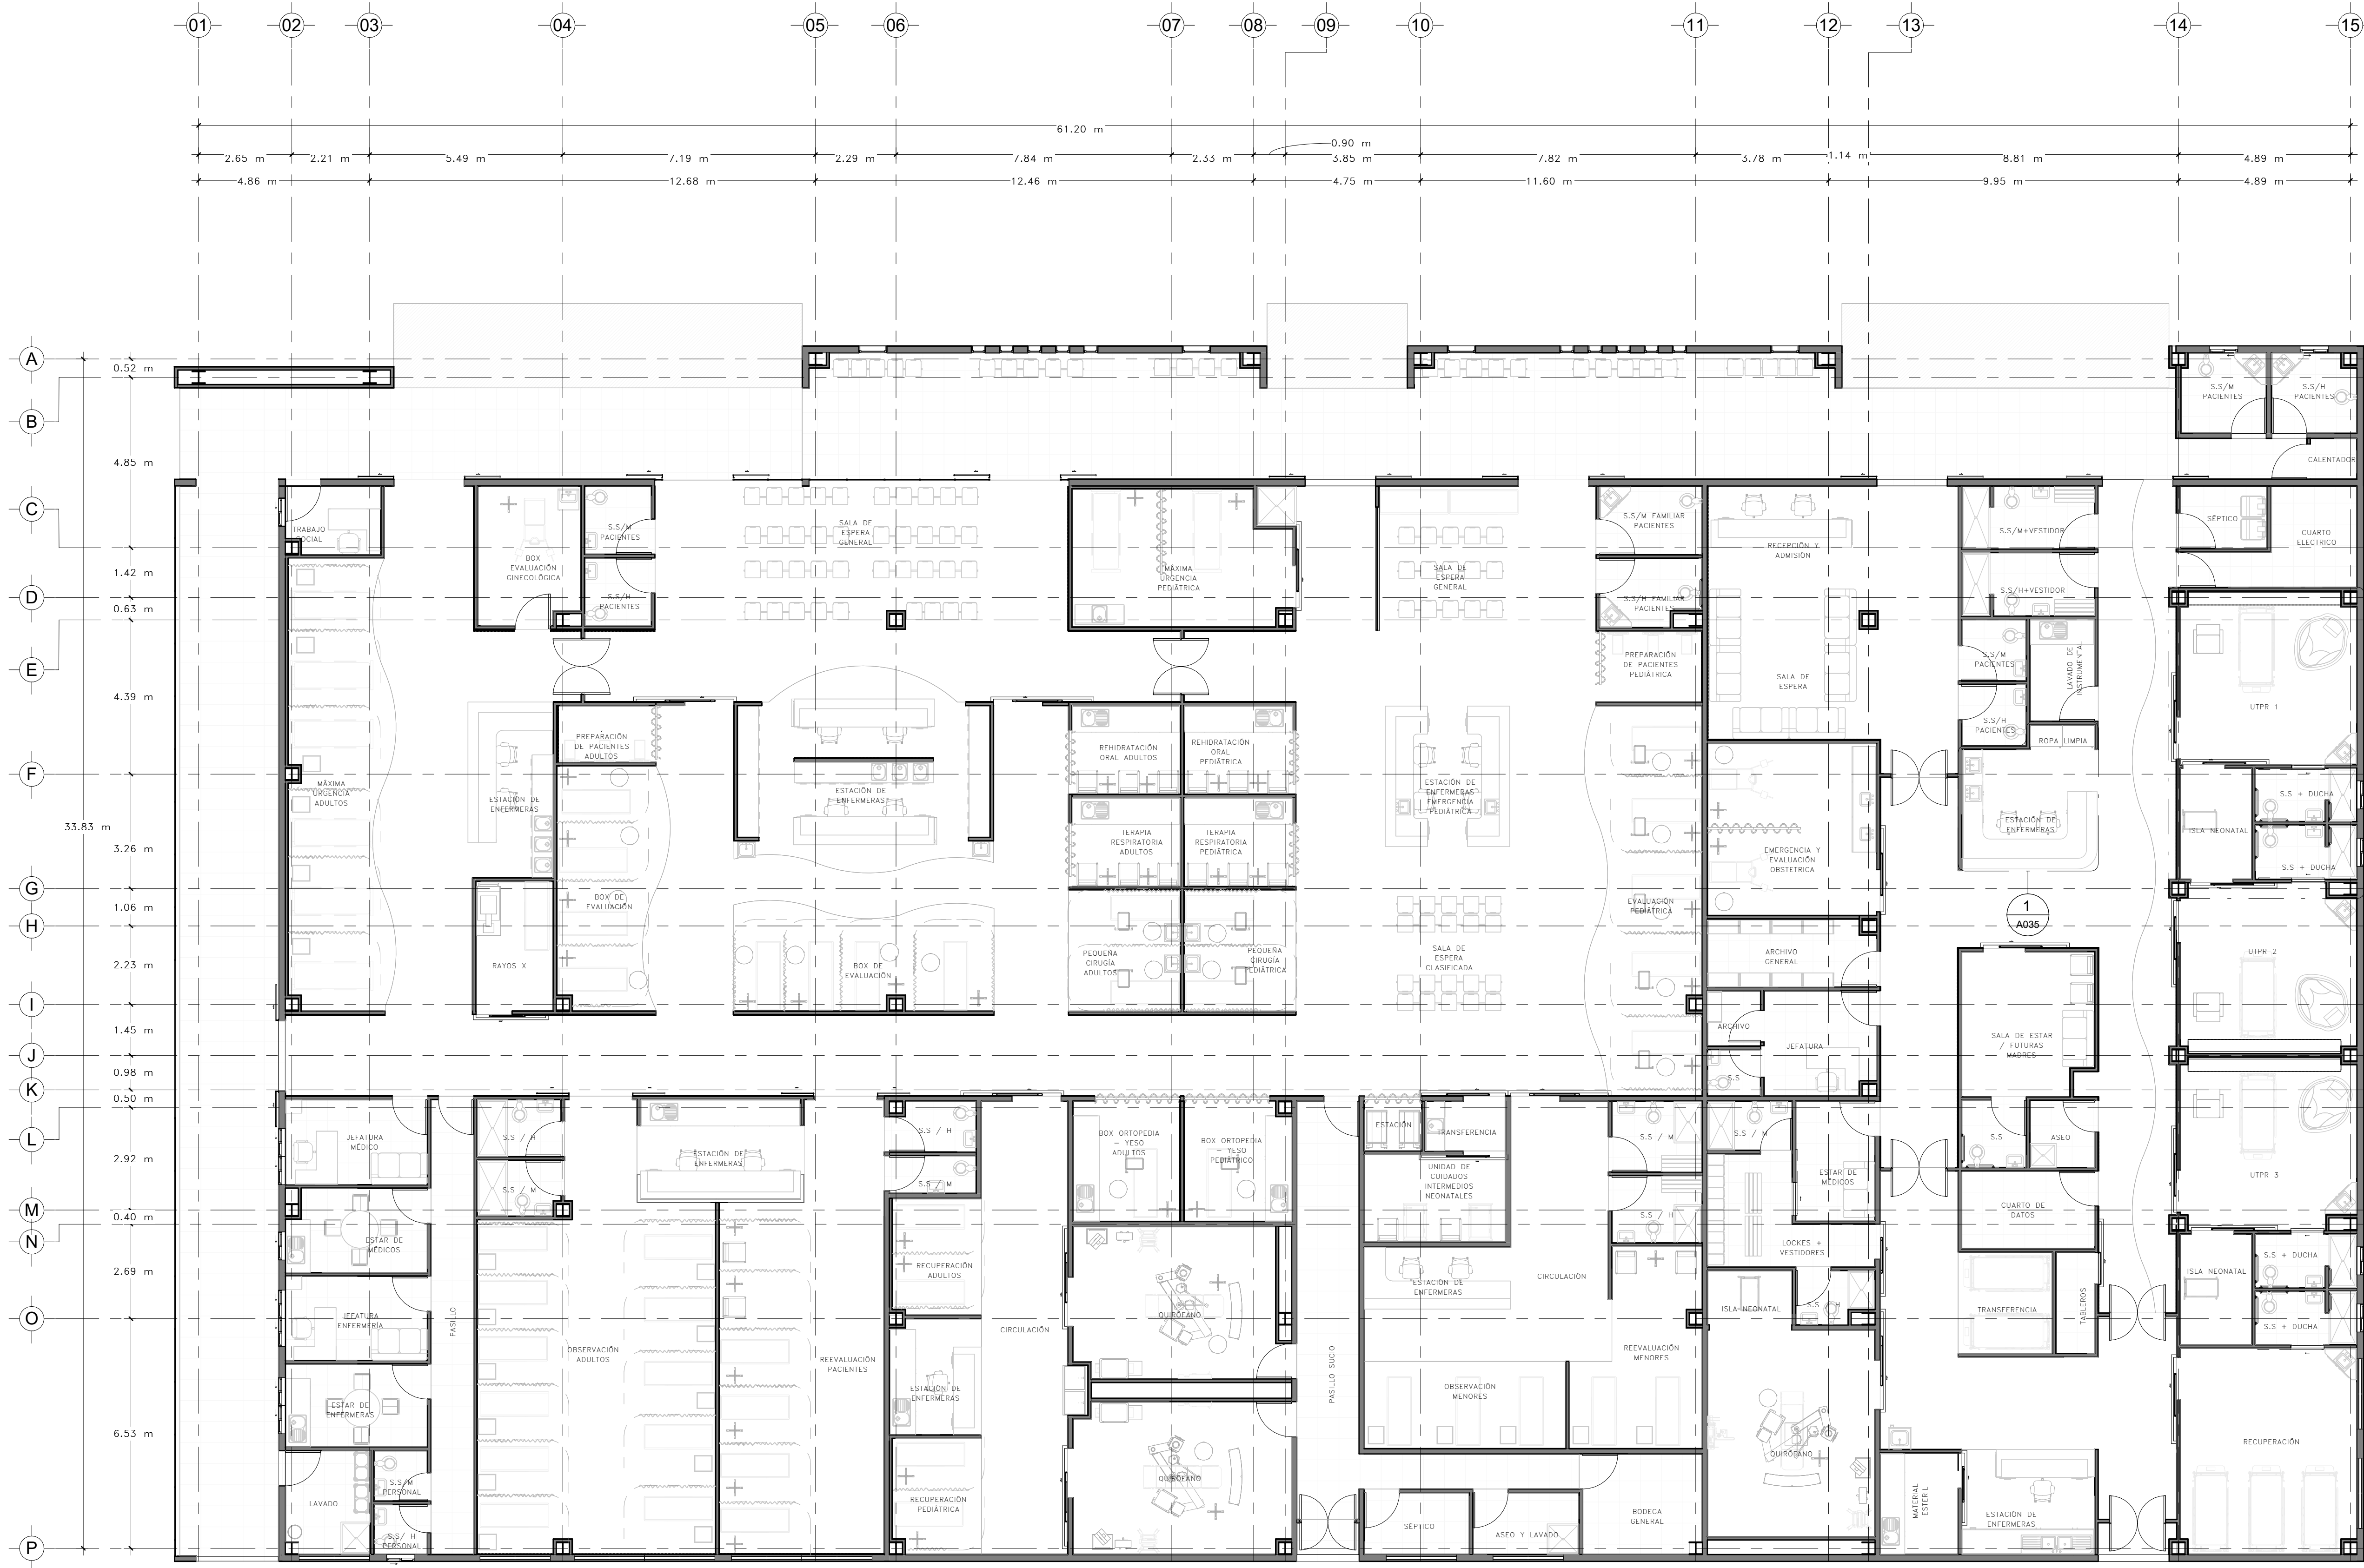 01 02 03 04 05 06 07 08 09 10 11 12 13 14 15
61.20 m
0.90 m
2.65 m 2.21 m 5.49 m 7.19 m 2.29 m 7.84 m 2.33 m 3.85 m 7.82 m 3.78 m 1.14 m 8.81 m 4.89 m
4.86 m 12.68 m 12.46 m 4.75 m 11.60 m 9.95 m 4.89 m
A
0.52 m
B
4.85 m
C
1.42 m
D
0.63 m
E
4.39 m
F
33.83 m
3.26 m
G
1.06 m
H
2.23 m
I
1.45 m
J
0.98 m
K
0.50 m
L
2.92 m
M
0.40 m
N
2.69 m
O
6.53 m
P
S.S/M
PACIENTES
S.S/H
PACIENTES
CALENTADOR
TRABAJO
SOCIAL
BOX
EVALUACIÓN
GINECOLÓGICA
S.S/M
PACIENTES
S.S/H
PACIENTES
SALA DE
ESPERA
GENERAL
MÁXIMA
URGENCIA
PEDIÁTRICA
SALA DE
ESPERA
GENERAL
S.S/M FAMILIAR
PACIENTES
S.S/H FAMILIAR
PACIENTES
RECEPCIÓN Y
ADMISIÓN
S.S/M+VESTIDOR
S.S/H+VESTIDOR
SÉPTICO
CUARTO
ELECTRICO
PREPARACIÓN
DE PACIENTES
PEDIÁTRICA
SALA DE
ESPERA
S.S/M
PACIENTES
S.S/H
PACIENTES
LAVADO DE
INSTRUMENTAL
ROPA LIMPIA
UTPR 1
MÁXIMA
URGENCIA
ADULTOS
ESTACIÓN DE
ENFERMERAS
PREPARACIÓN
DE PACIENTES
ADULTOS
ESTACIÓN DE
ENFERMERAS
REHIDRATACIÓN
ORAL ADULTOS
REHIDRATACIÓN
ORAL
PEDIÁTRICA
ESTACIÓN DE
ENFERMERAS
EMERGENCIA
PEDIÁTRICA
TERAPIA
RESPIRATORIA
ADULTOS
TERAPIA
RESPIRATORIA
PEDIÁTRICA
EMERGENCIA Y
EVALUACIÓN
OBSTETRICA
ESTACIÓN DE
ENFERMERAS
ISLA NEONATAL
S.S + DUCHA
S.S + DUCHA
BOX DE
EVALUACIÓN
EVALUACIÓN
PEDIÁTRICA
1
A035
RAYOS X
BOX DE
EVALUACIÓN
PEQUEÑA
CIRUGÍA
ADULTOS
PEQUEÑA
CIRUGÍA
PEDIÁTRICA
SALA DE
ESPERA
CLASIFICADA
ARCHIVO
GENERAL
UTPR 2
ARCHIVO
JEFATURA
S.S
SALA DE ESTAR
/ FUTURAS
MADRES
JEFATURA
MÉDICO
S.S / H
S.S / M
ESTACIÓN DE
ENFERMERAS
S.S / H
S.S / M
BOX ORTOPEDIA
– YESO
ADULTOS
BOX ORTOPEDIA
– YESO
PEDIÁTRICO
ESTACIÓN
TRANSFERENCIA
UNIDAD DE
CUIDADOS
INTERMEDIOS
NEONATALES
S.S / M
S.S / H
S.S / M
ESTAR DE
MÉDICOS
S.S
ASEO
UTPR 3
CUARTO DE
DATOS
ESTAR DE
MÉDICOS
RECUPERACIÓN
ADULTOS
LOCKES +
VESTIDORES
CIRCULACIÓN
ESTACIÓN DE
ENFERMERAS
ISLA NEONATAL
S.S / H
TRANSFERENCIA
TABLEROS
ISLA NEONATAL
S.S + DUCHA
S.S + DUCHA
JEFATURA
ENFERMERÍA
PASILLO
OBSERVACIÓN
ADULTOS
REEVALUACIÓN
PACIENTES
CIRCULACIÓN
QUIRÓFANO
PASILLO SUCIO
REEVALUACIÓN
MENORES
OBSERVACIÓN
MENORES
ESTAR DE
ENFERMERAS
ESTACIÓN DE
ENFERMERAS
QUIRÓFANO
QUIRÓFANO
RECUPERACIÓN
LAVADO
S.S/M
PERSONAL
S.S/ H
PERSONAL
RECUPERACIÓN
PEDIÁTRICA
SÉPTICO
ASEO Y LAVADO
BODEGA
GENERAL
MATERIAL
ESTERIL
ESTACIÓN DE
ENFERMERAS